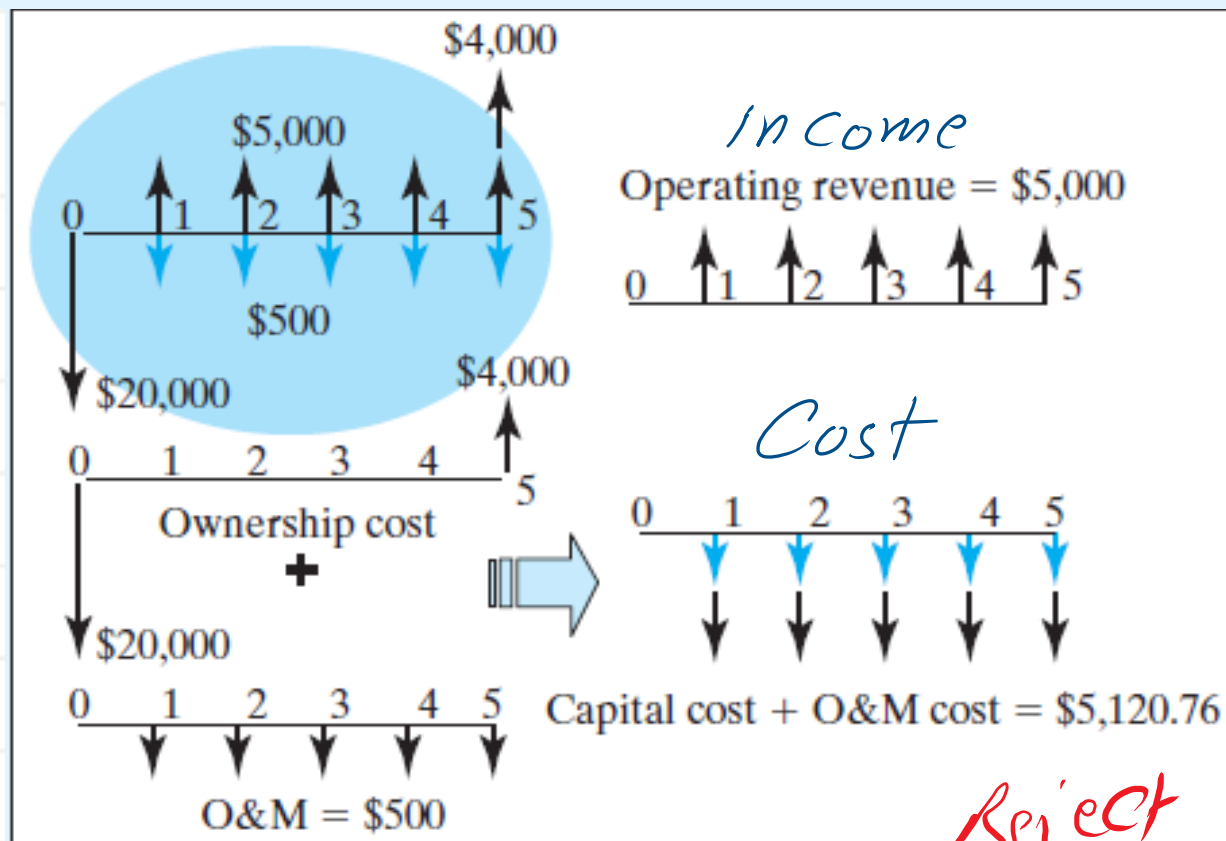 $4,000
$5,000
0 1 2 3 4 5
$500
$20,000
$4,000
0 1 2 3 4 5
Ownership cost
+
$20,000
0 1 2 3 4 5
O&M = $500
Income
Operating revenue = $5,000
0 1 2 3 4 5
Cost
0 1 2 3 4 5
Capital cost + O&M cost = $5,120.76
Reject